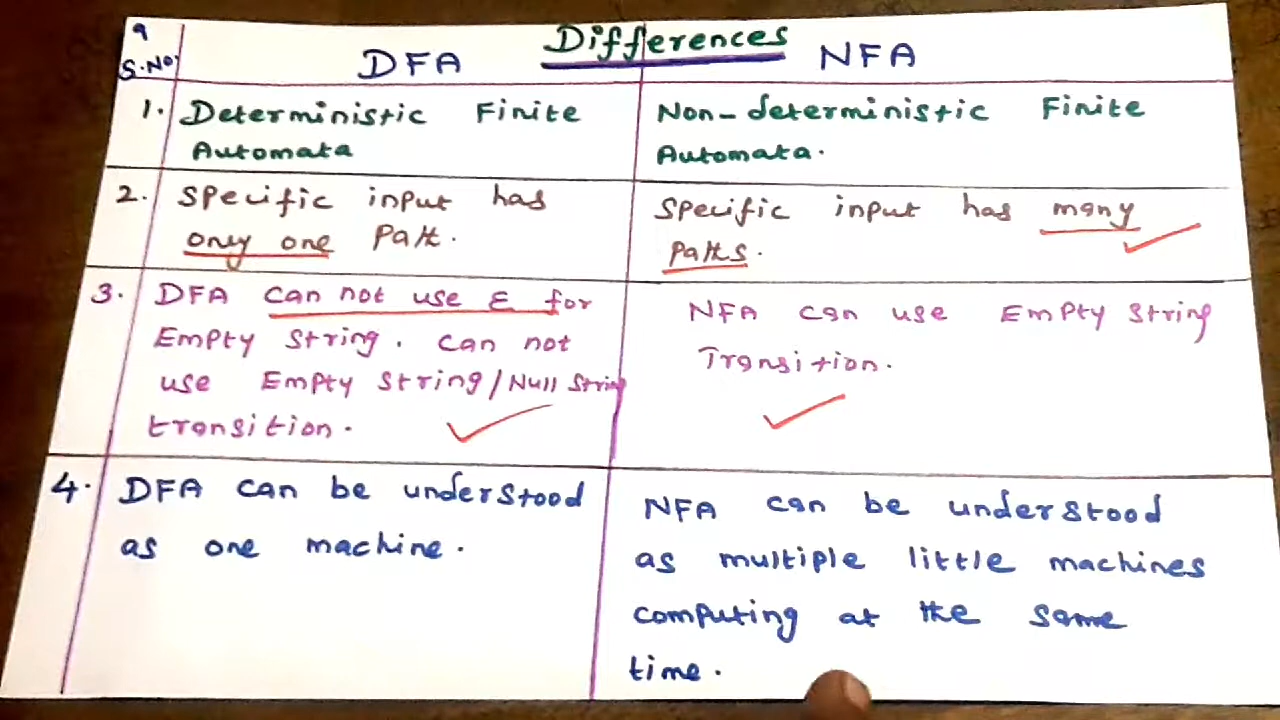 9
Differences
S.No DFA NFA
1. Deterministic Finite
Automata
Non-deterministic Finite
Automata.
2. Specific input has
only one Path.
Specific input has many
Paths.
3. DFA can not use ε for
Empty String. can not
use Empty String/Null String
transition.
NFA can use Empty String
Transition.
4. DFA can be understood
as one machine.
NFA can be understood
as multiple little machines
computing at the same
time.